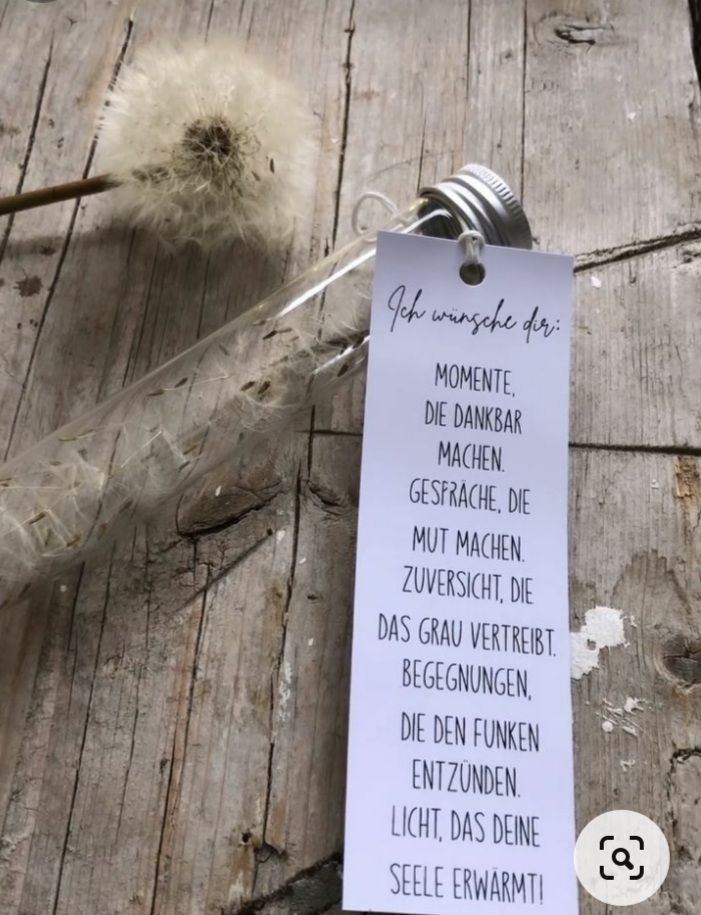 Ich wünsche dir:
MOMENTE,
DIE DANKBAR
MACHEN.
GESPRÄCHE, DIE
MUT MACHEN.
ZUVERSICHT, DIE
DAS GRAU VERTREIBT.
BEGEGNUNGEN,
DIE DEN FUNKEN
ENTZÜNDEN.
LICHT, DAS DEINE
SEELE ERWÄRMT!